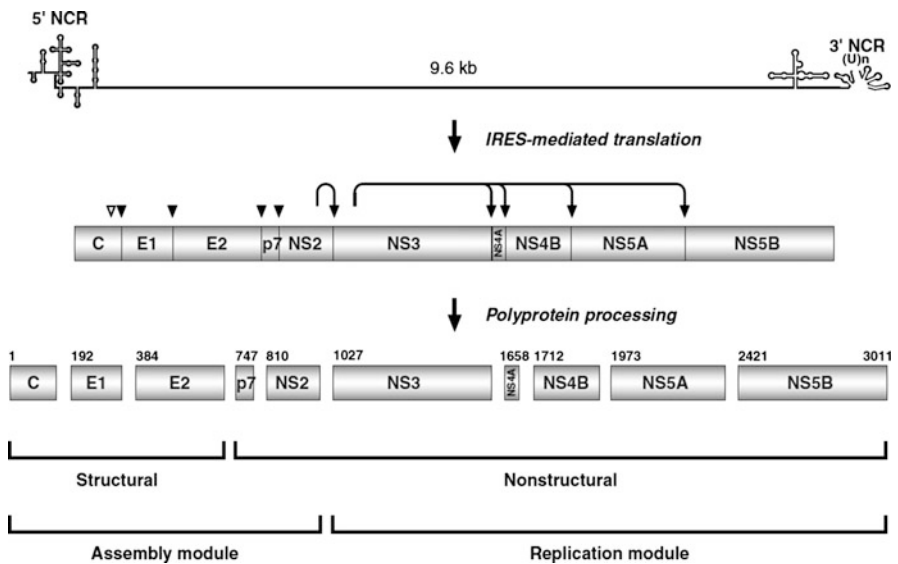 5' NCR
3' NCR
(U)n
9.6 kb
IRES-mediated translation
C E1 E2 p7 NS2 NS3 NS4A NS4B NS5A NS5B
Polyprotein processing
1 192 384 747 810 1027 1658 1712 1973 2421 3011
C E1 E2 p7 NS2 NS3 NS4A NS4B NS5A NS5B
Structural Nonstructural
Assembly module Replication module